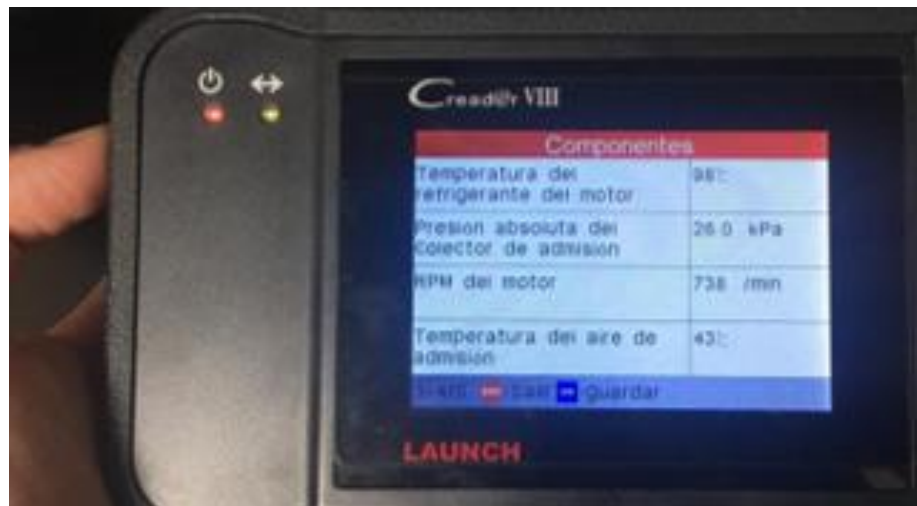 Creader VIII
Componentes
Temperatura del
refrigerante del motor
98℃
Presion absoluta del
Colector de admision
26.0 kPa
RPM del motor
738 /min
Temperatura del aire de
admision
43℃
Guardar
LAUNCH